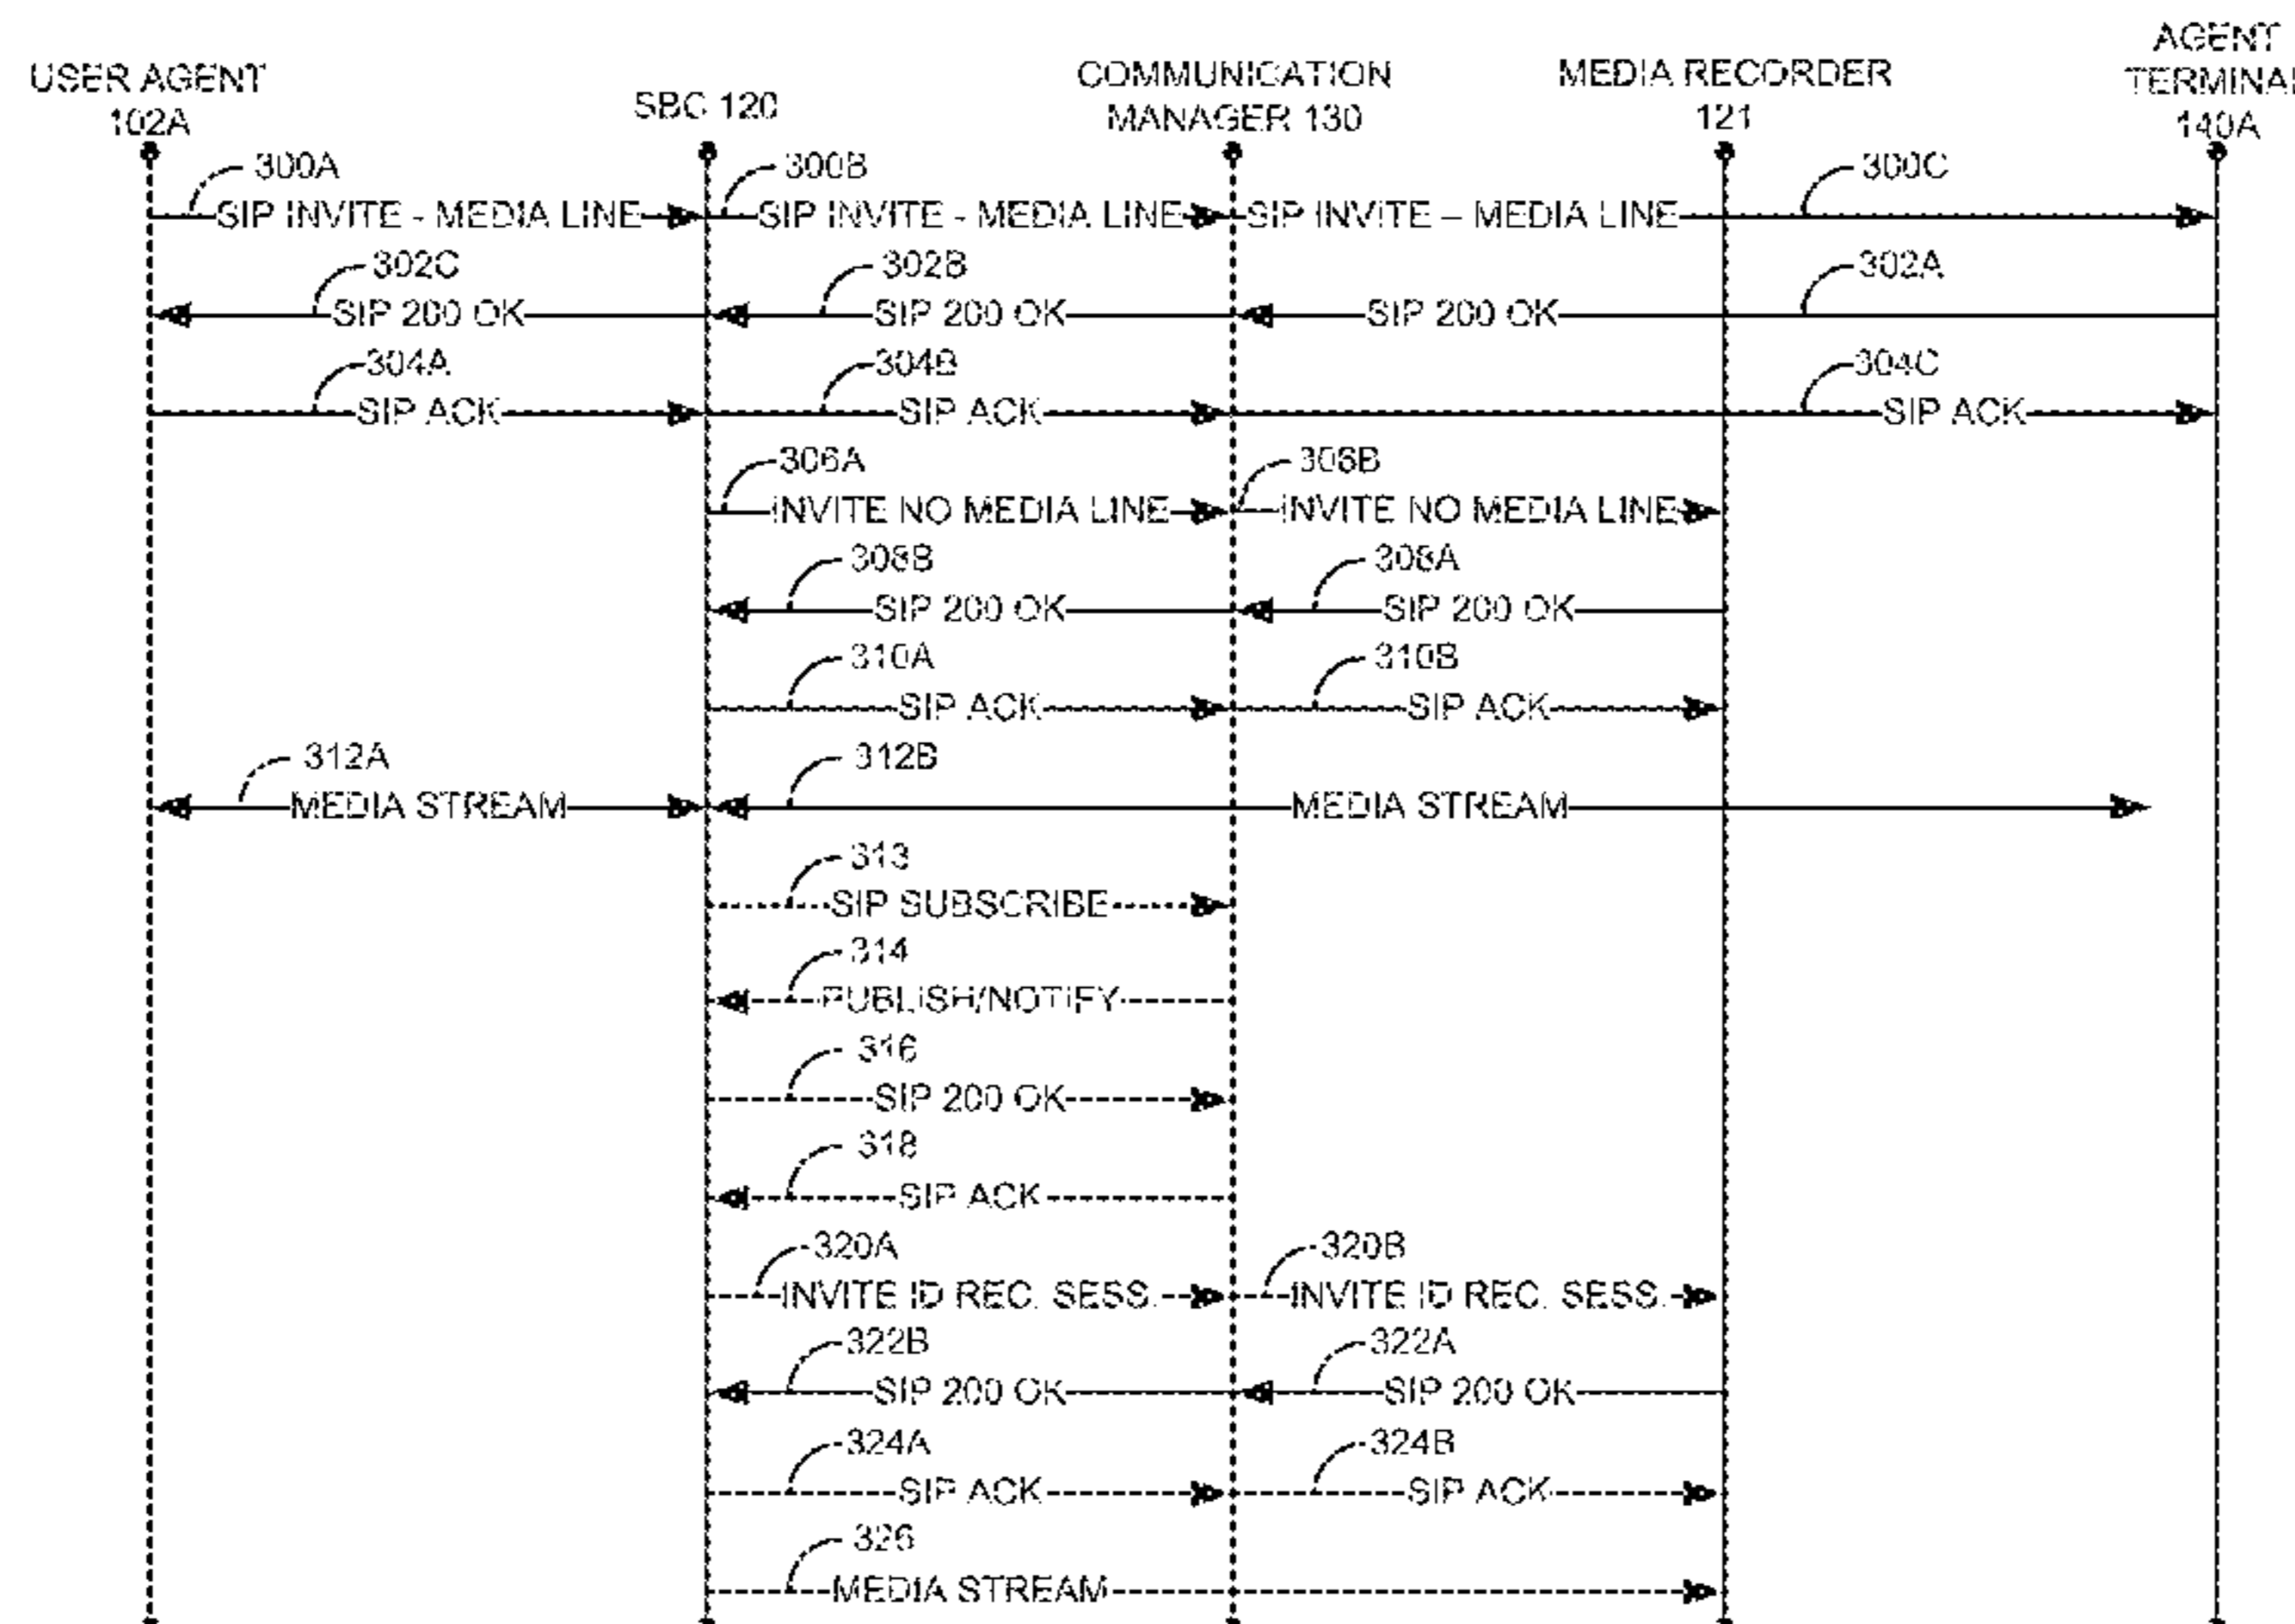 USER AGENT
102A
SBC 120
COMMUNICATION
MANAGER 130
MEDIA RECORDER
121
AGENT
TERMINAL
140A
300A
300B
300C
SIP INVITE - MEDIA LINE
SIP INVITE - MEDIA LINE
SIP INVITE – MEDIA LINE
302C
302B
302A
SIP 200 OK
SIP 200 OK
SIP 200 OK
304A
304B
304C
SIP ACK
SIP ACK
SIP ACK
306A
306B
INVITE NO MEDIA LINE
INVITE NO MEDIA LINE
308B
308A
SIP 200 OK
SIP 200 OK
310A
310B
SIP ACK
SIP ACK
312A
312B
MEDIA STREAM
MEDIA STREAM
313
SIP SUBSCRIBE
314
PUBLISH/NOTIFY
316
SIP 200 OK
318
SIP ACK
320A
320B
INVITE ID REC. SESS.
INVITE ID REC. SESS.
322B
322A
SIP 200 OK
SIP 200 OK
324A
324B
SIP ACK
SIP ACK
326
MEDIA STREAM